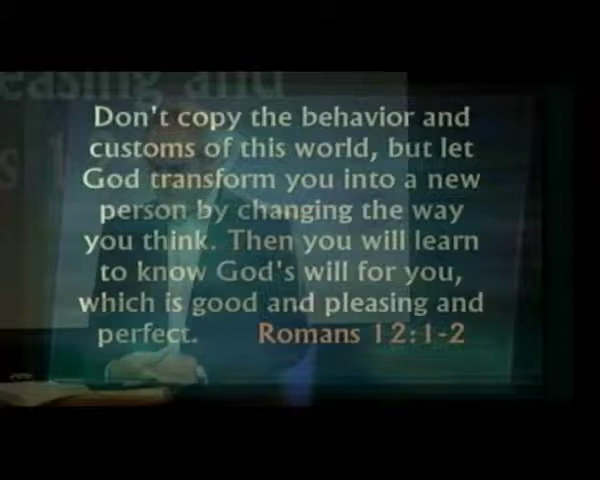 easing and
Don't copy the behavior and
customs of this world, but let
God transform you into a new
person by changing the way
you think. Then you will learn
to know God's will for you,
which is good and pleasing and
perfect. Romans 12:1-2